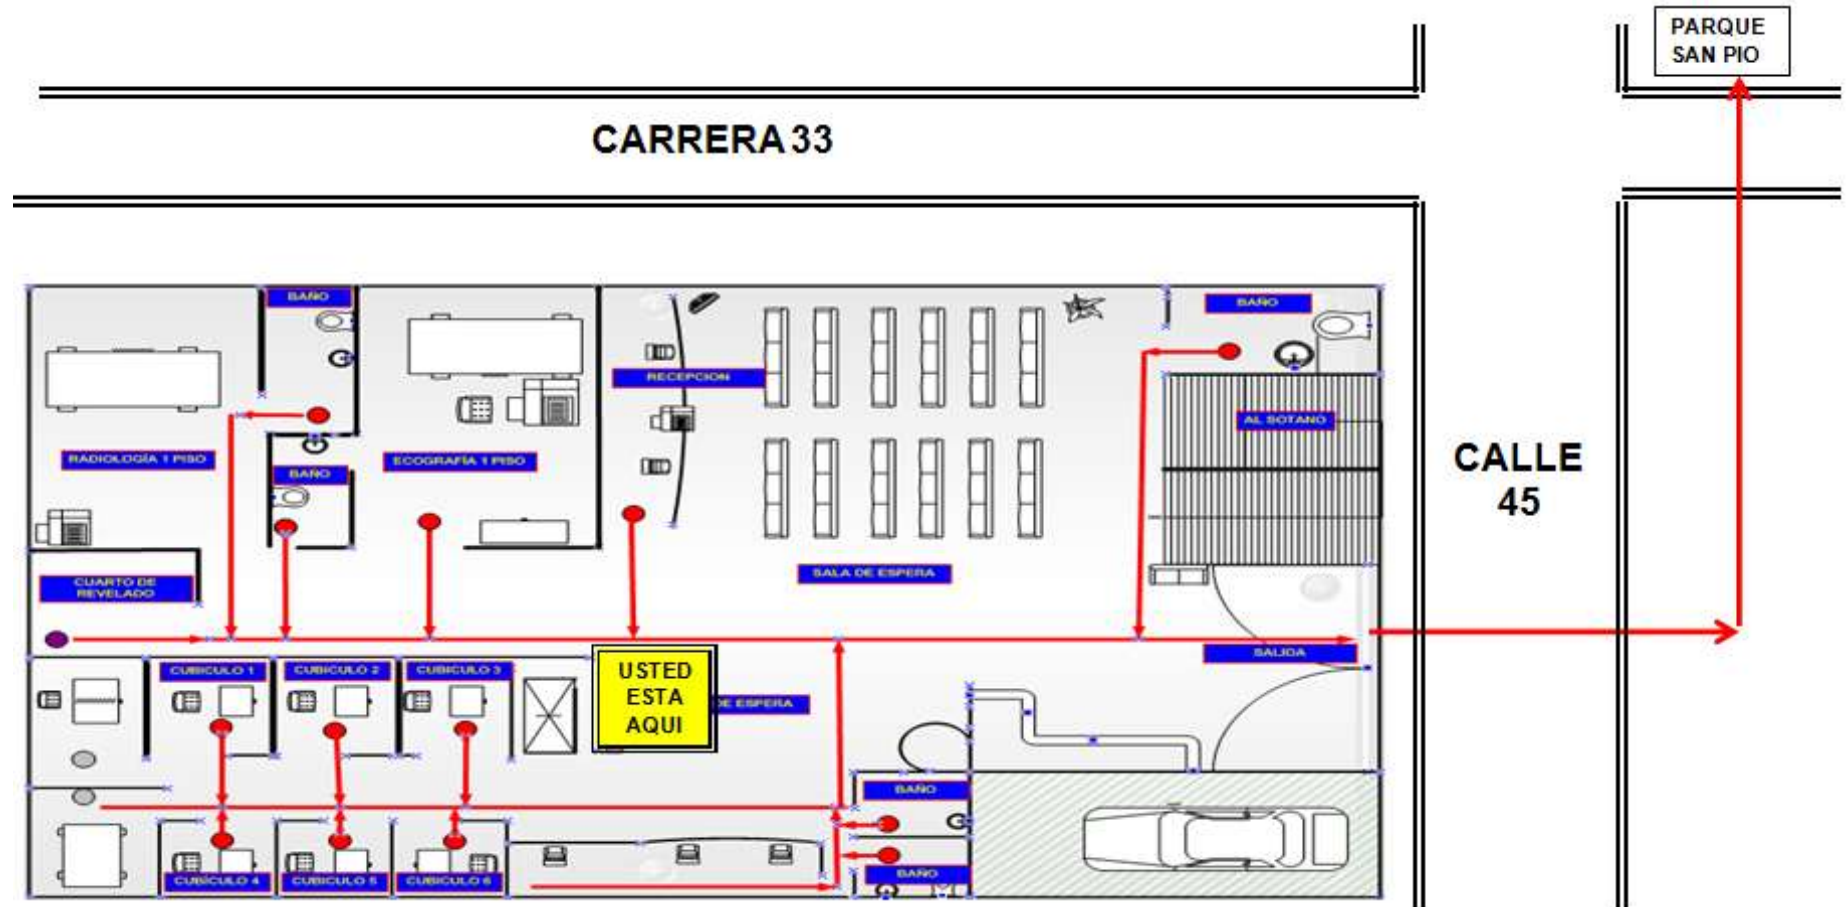 PARQUE
SAN PIO
CARRERA 33
BAÑO
BAÑO
RECEPCION
AL SOTANO
RADIOLOGÍA 1 PISO
BAÑO
ECOGRAFÍA 1 PISO
CALLE
45
CUARTO DE
REVELADO
SALA DE ESPERA
SALIDA
CUBICULO 1
CUBICULO 2
CUBICULO 3
USTED
ESTA
AQUI
DE ESPERA
BAÑO
BAÑO
CUBÍCULO 4
CUBICULO 5
CUBICULO 6